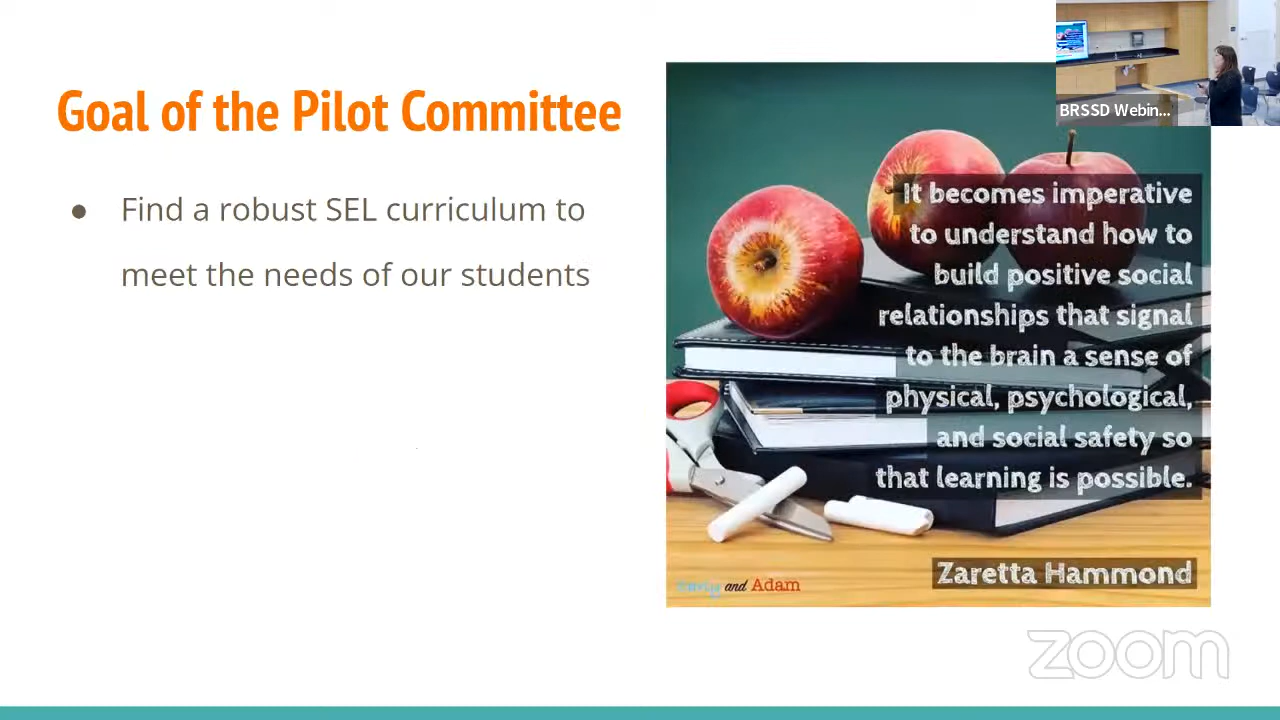 BRSSD Webin...
Goal of the Pilot Committee
● Find a robust SEL curriculum to
meet the needs of our students
It becomes imperative
to understand how to
build positive social
relationships that signal
to the brain a sense of
physical, psychological,
and social safety so
that learning is possible.
Zaretta Hammond
and Adam
zoom